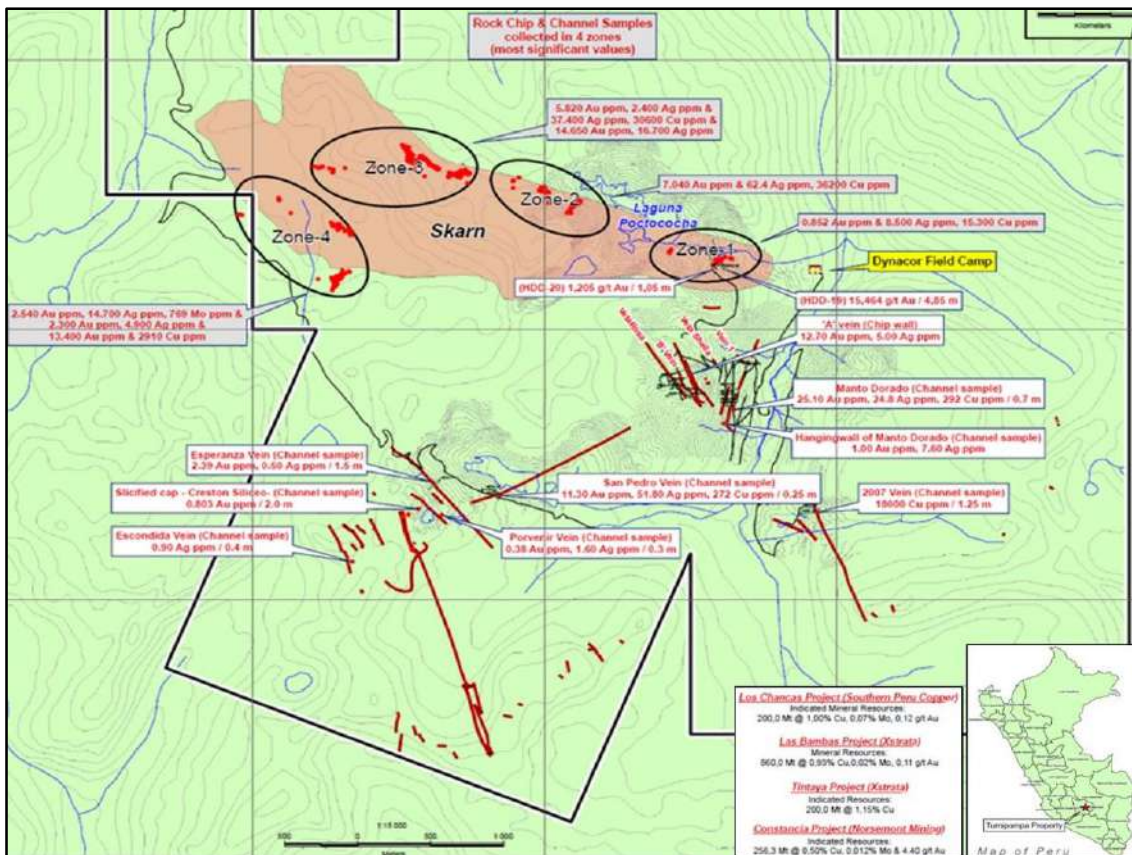 Rock Chip & Channel Samples
collected in 4 zones
(most significant values)
Kilometers
5.820 Au ppm, 2.400 Ag ppm &
37.400 Ag ppm, 30600 Cu ppm &
14.650 Au ppm, 16.700 Ag ppm
Zone-3
Zone-2
7.040 Au ppm & 62.4 Ag ppm, 36200 Cu ppm
Laguna
Poctococha
Zone-4
Skarn
0.862 Au ppm & 8.500 Ag ppm, 15.300 Cu ppm
Zone-1
Dynacor Field Camp
(HDD-20) 1,205 g/t Au / 1,05 m
(HDD-19) 15,464 g/t Au / 4,85 m
2.540 Au ppm, 14.700 Ag ppm, 769 Mo ppm &
2.300 Au ppm, 4.900 Ag ppm &
13.400 Au ppm & 2910 Cu ppm
"A" vein (Chip wall)
12.70 Au ppm, 5.00 Ag ppm
Manto Dorado (Channel sample)
25.10 Au ppm, 24.8 Ag ppm, 292 Cu ppm / 0.7 m
Hangingwall of Manto Dorado (Channel sample)
1.00 Au ppm, 7.60 Ag ppm
Esperanza Vein (Channel sample)
2.39 Au ppm, 0.60 Ag ppm / 1.5 m
San Pedro Vein (Channel sample)
11.30 Au ppm, 51.80 Ag ppm, 272 Cu ppm / 0.25 m
2007 Vein (Channel sample)
18000 Cu ppm / 1.25 m
Slicified cap - Creston Siliceo- (Channel sample)
0.803 Au ppm / 2.0 m
Escondida Vein (Channel sample)
0.90 Ag ppm / 0.4 m
Porvenir Vein (Channel sample)
0.38 Au ppm, 1.60 Ag ppm / 0.3 m
Los Chancas Project (Southern Peru Copper)
Indicated Mineral Resources:
200,0 Mt @ 1,00% Cu, 0,07% Mo, 0,12 g/t Au
Las Bambas Project (Xstrata)
Mineral Resources:
860,0 Mt @ 0,93% Cu,0,02% Mo, 0,11 g/t Au
Tintaya Project (Xstrata)
Indicated Resources:
200,0 Mt @ 1,15% Cu
Constancia Project (Norsemont Mining)
Indicated Resources:
256,3 Mt @ 0,50% Cu, 0,012% Mo & 4.40 g/t Au
Tumipampa Property
Map of Peru
1:15 000
500 0 500 1 000
Meters